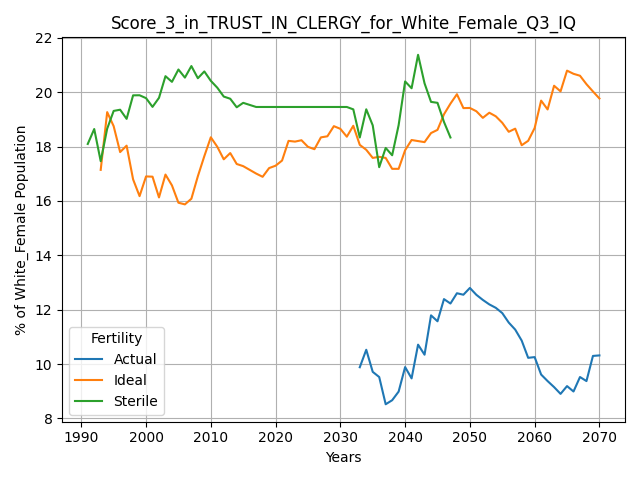 Score_3_in_TRUST_IN_CLERGY_for_White_Female_Q3_IQ
% of White_Female Population
22
20
18
16
14
12
10
8
Fertility
Actual
Ideal
Sterile
1990 2000 2010 2020 2030 2040 2050 2060 2070
Years